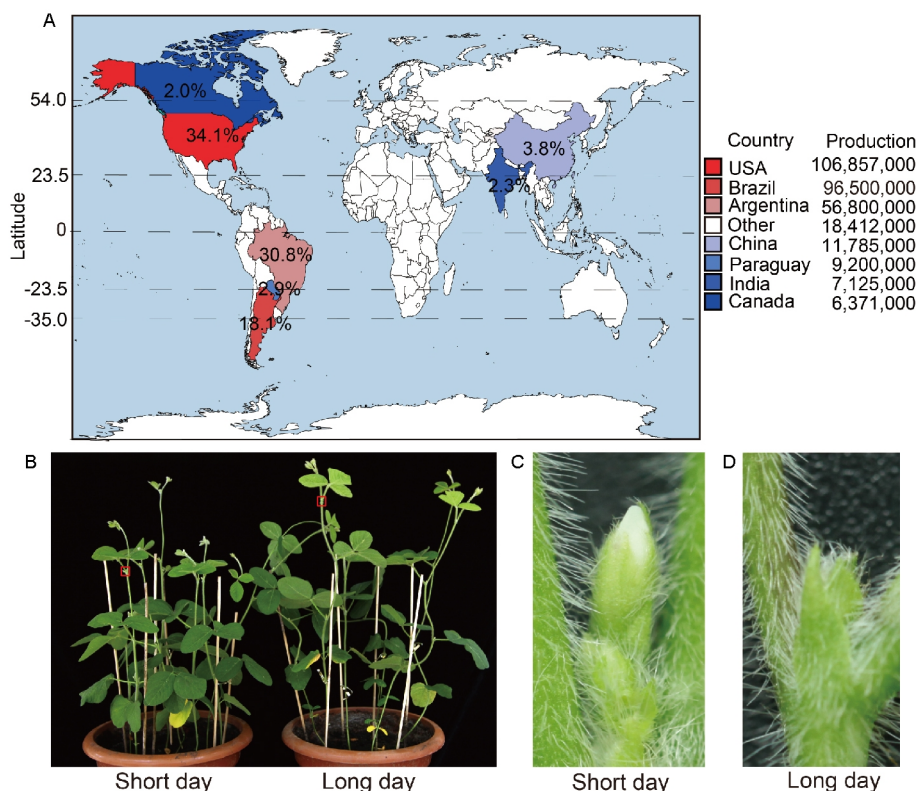 A
54.0
23.5
0
-23.5
-35.0
Latitude
2.0%
34.1%
3.8%
2.3%
30.8%
2.9%
18.1%
Country Production
USA 106,857,000
Brazil 96,500,000
Argentina 56,800,000
Other 18,412,000
China 11,785,000
Paraguay 9,200,000
India 7,125,000
Canada 6,371,000
B
C
D
Short day
Long day
Short day
Long day